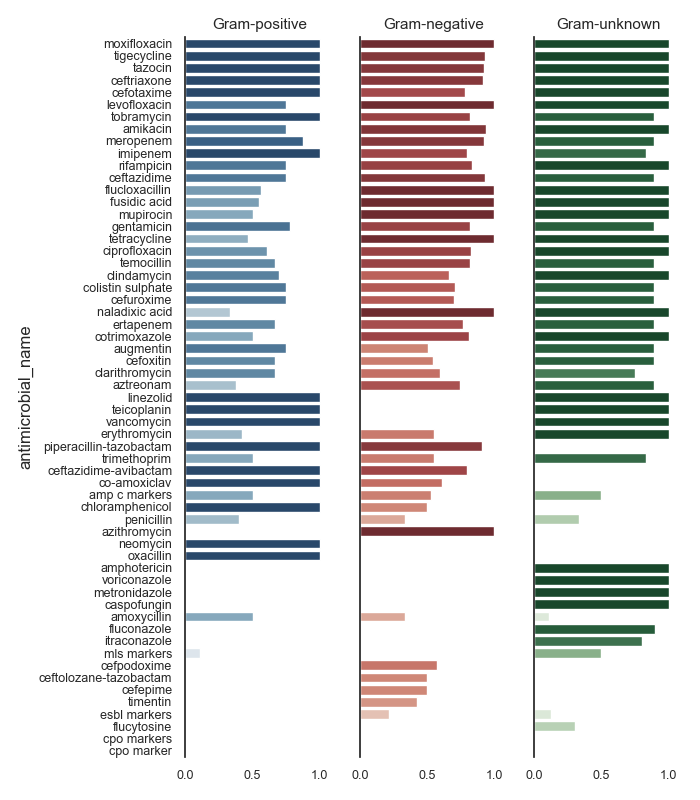 Gram-positive Gram-negative Gram-unknown
antimicrobial_name
moxifloxacin
tigecycline
tazocin
ceftriaxone
cefotaxime
levofloxacin
tobramycin
amikacin
meropenem
imipenem
rifampicin
ceftazidime
flucloxacillin
fusidic acid
mupirocin
gentamicin
tetracycline
ciprofloxacin
temocillin
clindamycin
colistin sulphate
cefuroxime
naladixic acid
ertapenem
cotrimoxazole
augmentin
cefoxitin
clarithromycin
aztreonam
linezolid
teicoplanin
vancomycin
erythromycin
piperacillin-tazobactam
trimethoprim
ceftazidime-avibactam
co-amoxiclav
amp c markers
chloramphenicol
penicillin
azithromycin
neomycin
oxacillin
amphotericin
voriconazole
metronidazole
caspofungin
amoxycillin
fluconazole
itraconazole
mls markers
cefpodoxime
ceftolozane-tazobactam
cefepime
timentin
esbl markers
flucytosine
cpo markers
cpo marker
0.0 0.5 1.0 0.0 0.5 1.0 0.0 0.5 1.0